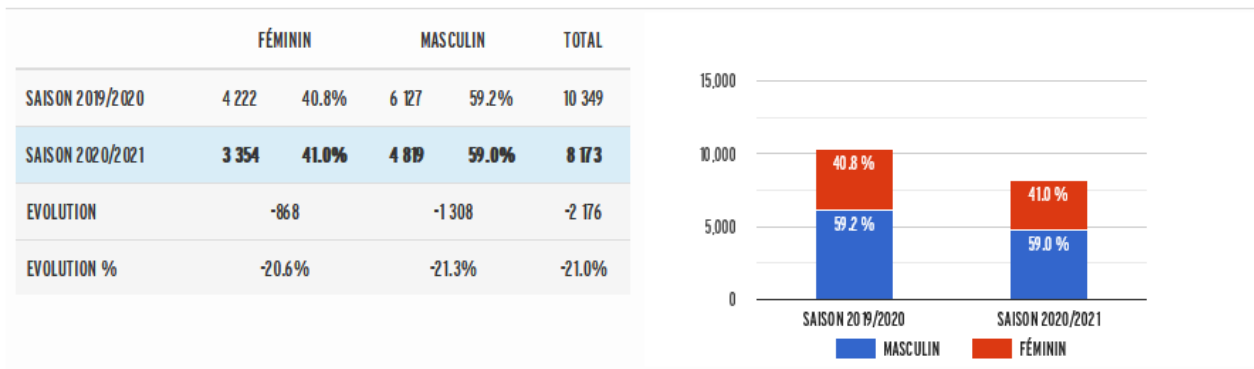 FÉMININ MASCULIN TOTAL
SAISON 2019/2020 4 222 40.8% 6 127 59.2% 10 349
SAISON 2020/2021 3 354 41.0% 4 819 59.0% 8 173
EVOLUTION -868 -1 308 -2 176
EVOLUTION % -20.6% -21.3% -21.0%
15,000
10,000
5,000
0
40.8 %
59.2 %
41.0 %
59.0 %
SAISON 2019/2020 SAISON 2020/2021
MASCULIN FÉMININ